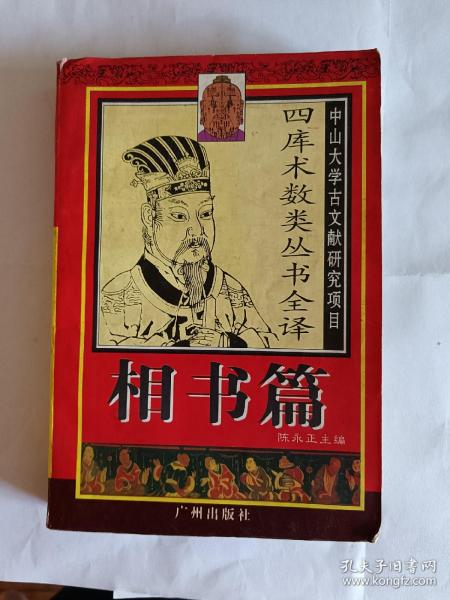 中山大学古文献研究项目
四库术数类丛书全译
相书篇
陈永正主编
广州出版社
孔夫子旧书网
www.kongfz.com